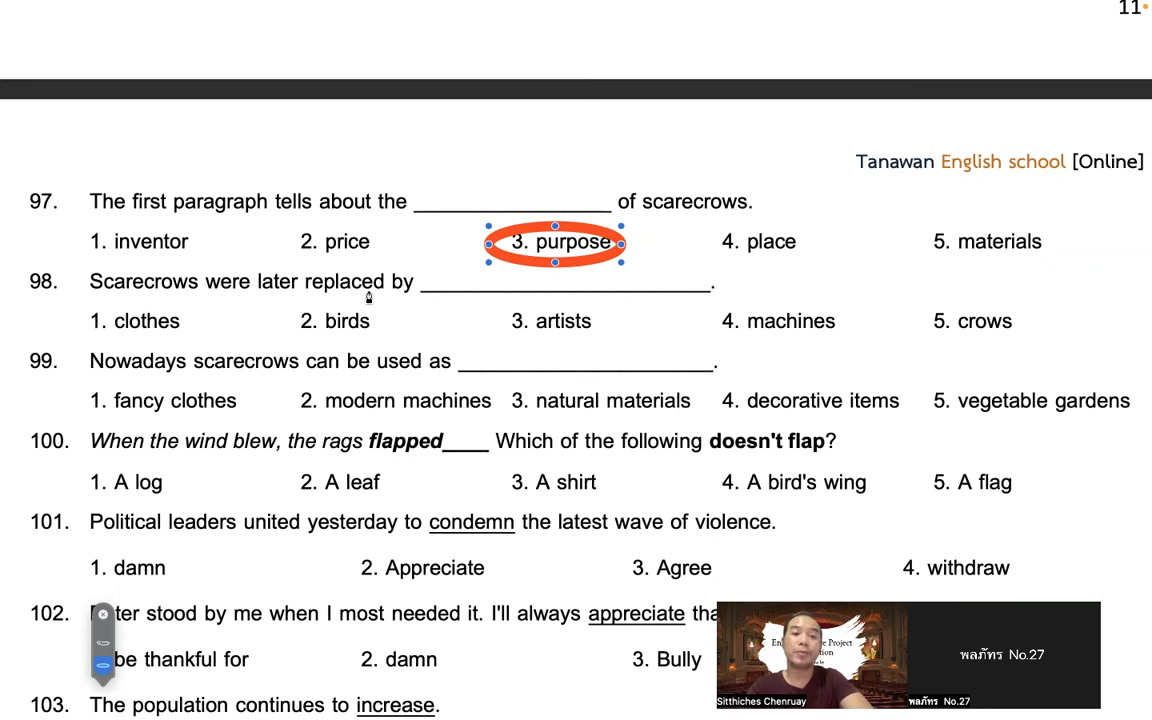 11
Tanawan English school [Online]
97. The first paragraph tells about the _________________ of scarecrows.
1. inventor 2. price 3. purpose 4. place 5. materials
98. Scarecrows were later replaced by _________________________.
1. clothes 2. birds 3. artists 4. machines 5. crows
99. Nowadays scarecrows can be used as ______________________.
1. fancy clothes 2. modern machines 3. natural materials 4. decorative items 5. vegetable gardens
100. When the wind blew, the rags flapped____ Which of the following doesn't flap?
1. A log 2. A leaf 3. A shirt 4. A bird's wing 5. A flag
101. Political leaders united yesterday to condemn the latest wave of violence.
1. damn 2. Appreciate 3. Agree 4. withdraw
102. ter stood by me when I most needed it. I'll always appreciate tha
be thankful for 2. damn 3. Bully
103. The population continues to increase.
พลภัทร No.27
Sitthiches Chenruay
พลภัทร No.27